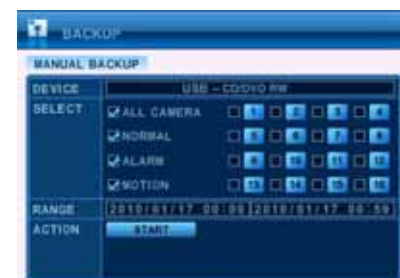 BACKUP
MANUAL BACKUP
DEVICE USB - CD/DVD RW
SELECT ALL CAMERA 1 2 3 4
NORMAL 5 6 7 8
ALARM 9 10 11 12
MOTION 13 14 15 16
RANGE 2010/01/17 00:00 2010/01/17 00:59
ACTION START